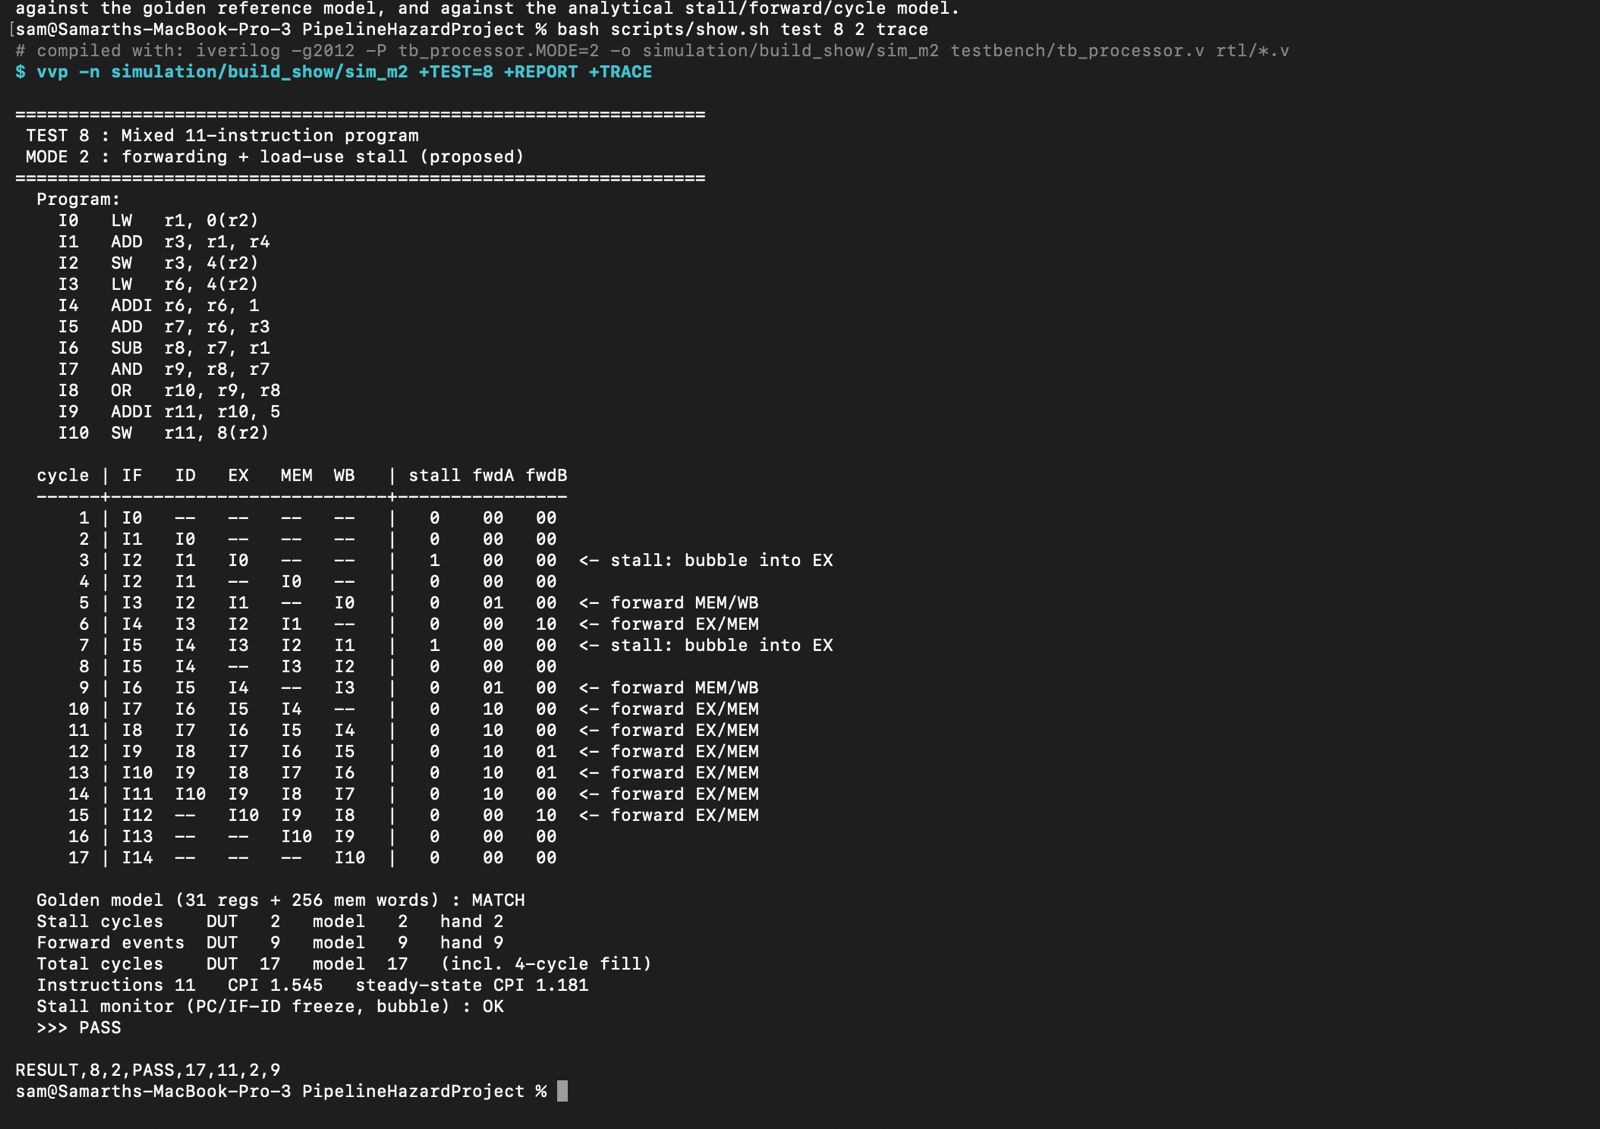 against the golden reference model, and against the analytical stall/forward/cycle model.
[sam@Samarths-MacBook-Pro-3 PipelineHazardProject % bash scripts/show.sh test 8 2 trace
# compiled with: iverilog -g2012 -P tb_processor.MODE=2 -o simulation/build_show/sim_m2 testbench/tb_processor.v rtl/*.v
$ vvp -n simulation/build_show/sim_m2 +TEST=8 +REPORT +TRACE

=================================================================
 TEST 8 : Mixed 11-instruction program
 MODE 2 : forwarding + load-use stall (proposed)
=================================================================
  Program:
    I0   LW   r1, 0(r2)
    I1   ADD  r3, r1, r4
    I2   SW   r3, 4(r2)
    I3   LW   r6, 4(r2)
    I4   ADDI r6, r6, 1
    I5   ADD  r7, r6, r3
    I6   SUB  r8, r7, r1
    I7   AND  r9, r8, r7
    I8   OR   r10, r9, r8
    I9   ADDI r11, r10, 5
    I10  SW   r11, 8(r2)

  cycle | IF   ID   EX   MEM  WB   | stall fwdA fwdB
  ------+--------------------------+----------------
      1 | I0   --   --   --   --   |   0    00   00
      2 | I1   I0   --   --   --   |   0    00   00
      3 | I2   I1   I0   --   --   |   1    00   00  <- stall: bubble into EX
      4 | I2   I1   --   I0   --   |   0    00   00
      5 | I3   I2   I1   --   I0   |   0    01   00  <- forward MEM/WB
      6 | I4   I3   I2   I1   --   |   0    00   10  <- forward EX/MEM
      7 | I5   I4   I3   I2   I1   |   1    00   00  <- stall: bubble into EX
      8 | I5   I4   --   I3   I2   |   0    00   00
      9 | I6   I5   I4   --   I3   |   0    01   00  <- forward MEM/WB
     10 | I7   I6   I5   I4   --   |   0    10   00  <- forward EX/MEM
     11 | I8   I7   I6   I5   I4   |   0    10   00  <- forward EX/MEM
     12 | I9   I8   I7   I6   I5   |   0    10   01  <- forward EX/MEM
     13 | I10  I9   I8   I7   I6   |   0    10   01  <- forward EX/MEM
     14 | I11  I10  I9   I8   I7   |   0    10   00  <- forward EX/MEM
     15 | I12  --   I10  I9   I8   |   0    00   10  <- forward EX/MEM
     16 | I13  --   --   I10  I9   |   0    00   00
     17 | I14  --   --   --   I10  |   0    00   00

  Golden model (31 regs + 256 mem words) : MATCH
  Stall cycles    DUT   2   model   2   hand 2
  Forward events  DUT   9   model   9   hand 9
  Total cycles    DUT  17   model  17   (incl. 4-cycle fill)
  Instructions 11   CPI 1.545   steady-state CPI 1.181
  Stall monitor (PC/IF-ID freeze, bubble) : OK
  >>> PASS

RESULT,8,2,PASS,17,11,2,9
sam@Samarths-MacBook-Pro-3 PipelineHazardProject %